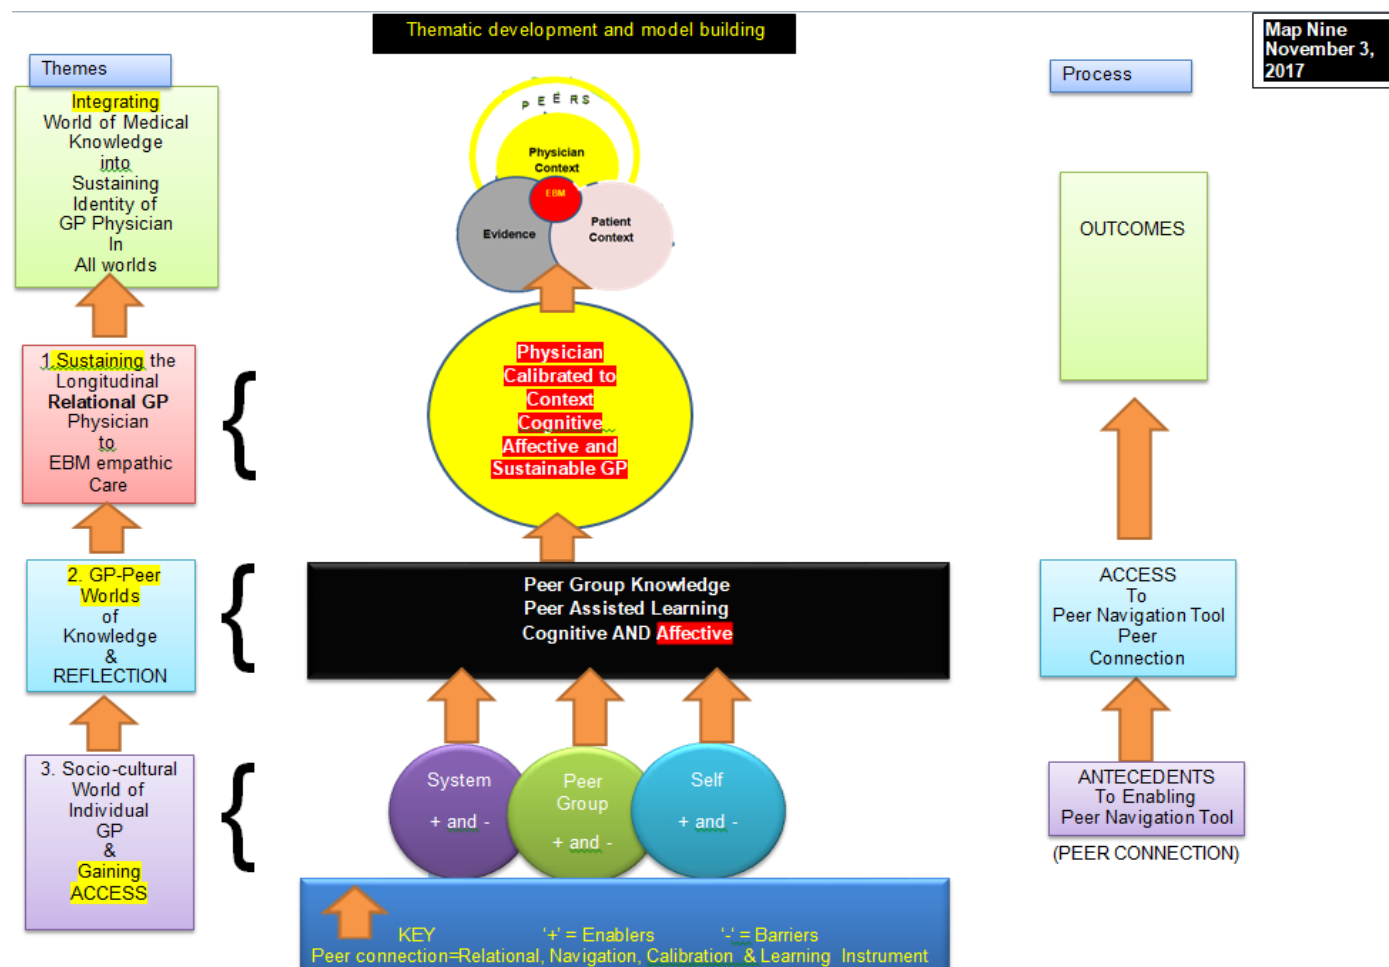 Thematic development and model building
Map Nine
November 3,
2017
Themes
Integrating
World of Medical
Knowledge
into
Sustaining
Identity of
GP Physician
In
All worlds
1.Sustaining the
Longitudinal
Relational GP
Physician
to
EBM empathic
Care
2. GP-Peer
Worlds
of
Knowledge
&
REFLECTION
3. Socio-cultural
World of
Individual
GP
&
Gaining
ACCESS
{
{
{
PEERS
Physician
Context
EBM
Evidence
Patient
Context
Physician
Calibrated to
Context
Cognitive
Affective and
Sustainable GP
Peer Group Knowledge
Peer Assisted Learning
Cognitive AND Affective
System
+ and -
Peer
Group
+ and -
Self
+ and -
KEY ‘+’ = Enablers ‘-‘ = Barriers
Peer connection=Relational, Navigation, Calibration & Learning Instrument
Process
OUTCOMES
ACCESS
To
Peer Navigation Tool
Peer
Connection
ANTECEDENTS
To Enabling
Peer Navigation Tool
(PEER CONNECTION)